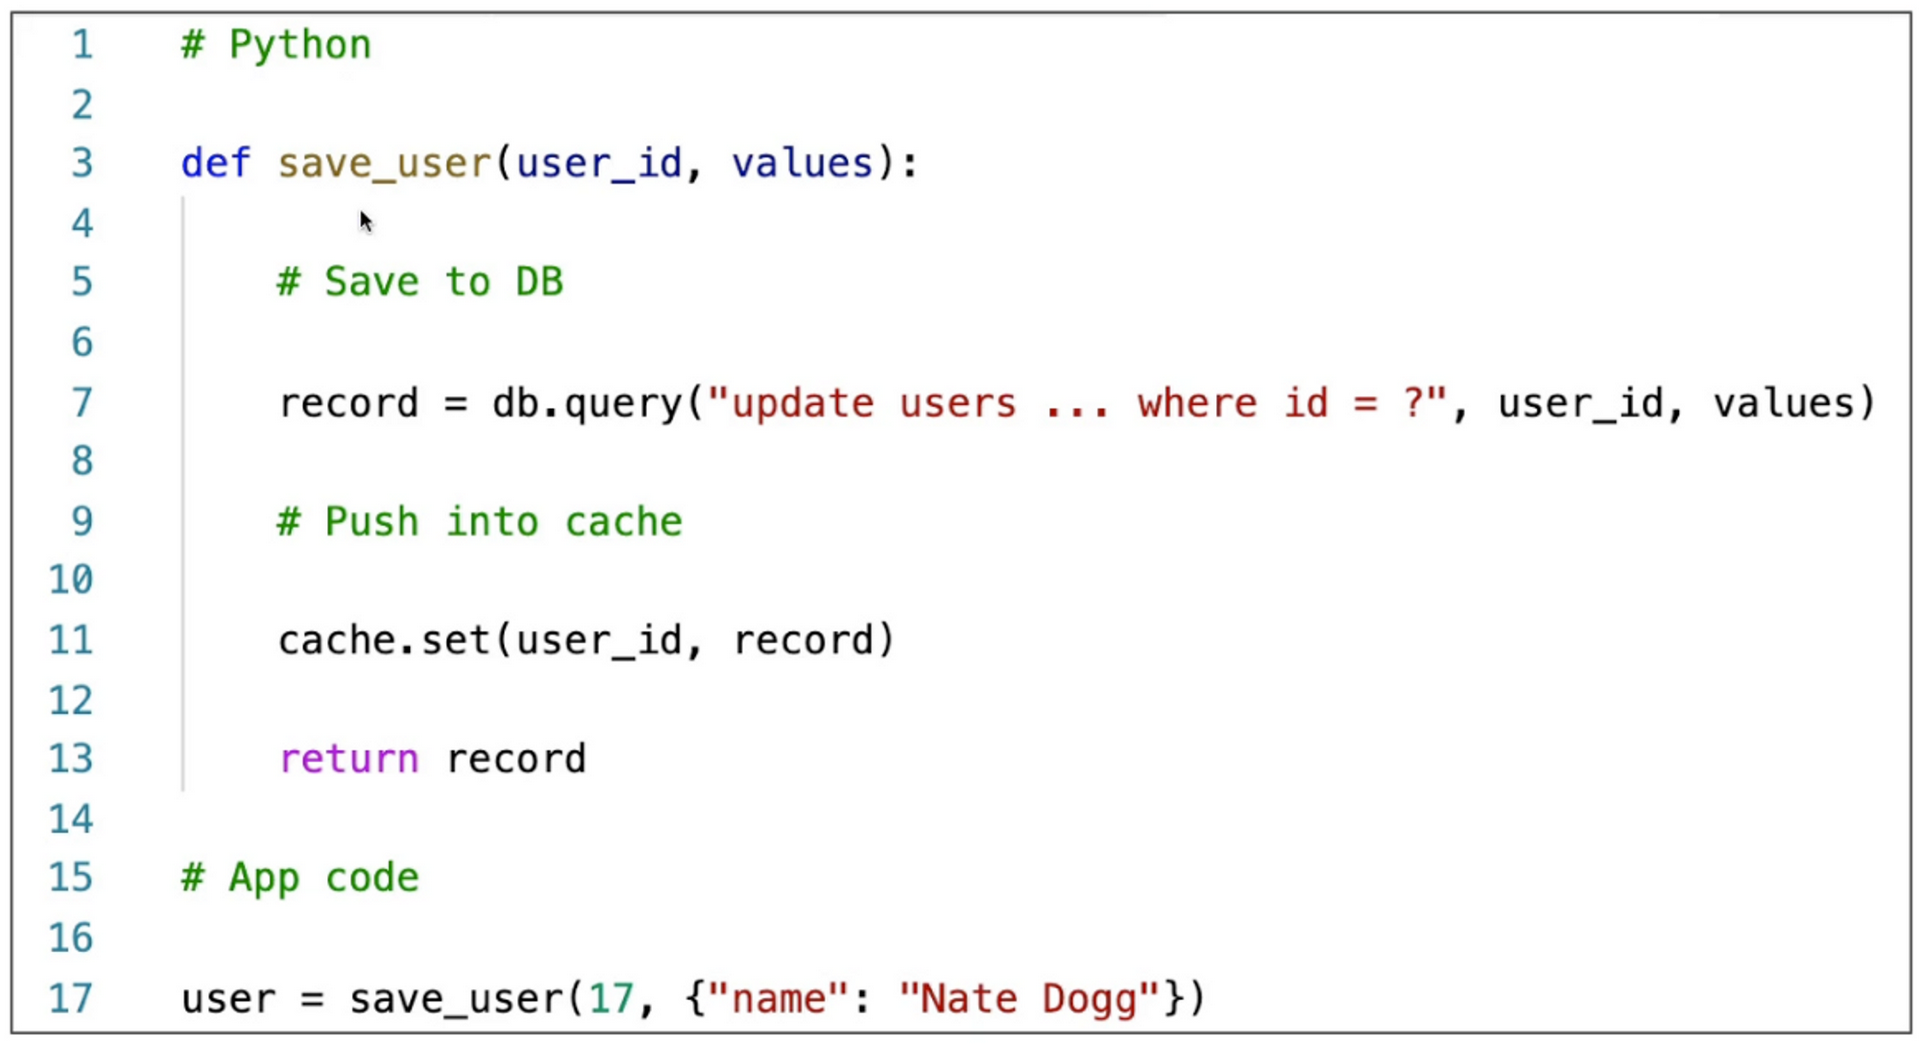 1 # Python
2
3 def save_user(user_id, values):
4
5 # Save to DB
6
7 record = db.query("update users ... where id = ?", user_id, values)
8
9 # Push into cache
10
11 cache.set(user_id, record)
12
13 return record
14
15 # App code
16
17 user = save_user(17, {"name": "Nate Dogg"})